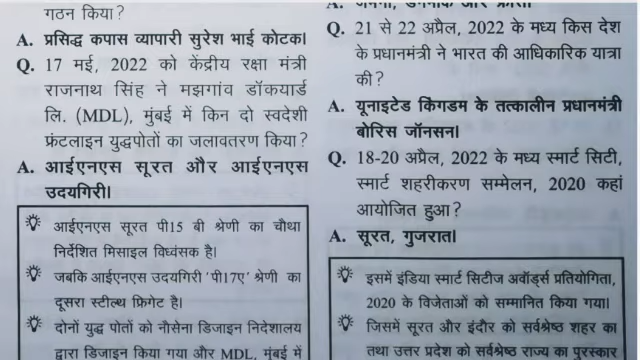 गठन किया?
A. प्रसिद्ध कपास व्यापारी सुरेश भाई कोटक।
Q. 17 मई, 2022 को केंद्रीय रक्षा मंत्री
राजनाथ सिंह ने मझगांव डॉकयार्ड
लि. (MDL), मुंबई में किन दो स्वदेशी
फ्रंटलाइन युद्धपोतों का जलावतरण किया?
A. आईएनएस सूरत और आईएनएस
उदयगिरी।
आईएनएस सूरत पी15 बी श्रेणी का चौथा
निर्देशित मिसाइल विध्वंसक है।
जबकि आईएनएस उदयगिरी 'पी17ए' श्रेणी का
दूसरा स्टील्थ फ्रिगेट है।
दोनों युद्ध पोतों को नौसेना डिजाइन निदेशालय
द्वारा डिजाइन किया गया और MDL, मुंबई में
A.
Q. 21 से 22 अप्रैल, 2022 के मध्य किस देश
के प्रधानमंत्री ने भारत की आधिकारिक यात्रा
की?
A. यूनाइटेड किंगडम के तत्कालीन प्रधानमंत्री
बोरिस जॉनसन।
Q. 18-20 अप्रैल, 2022 के मध्य स्मार्ट सिटी,
स्मार्ट शहरीकरण सम्मेलन, 2020 कहां
आयोजित हुआ?
A. सूरत, गुजरात।
इसमें इंडिया स्मार्ट सिटीज अवॉर्ड्स प्रतियोगिता,
2020 के विजेताओं को सम्मानित किया गया।
जिसमें सूरत और इंदौर को सर्वश्रेष्ठ शहर का
तथा उत्तर प्रदेश को सर्वश्रेष्ठ राज्य का पुरस्कार